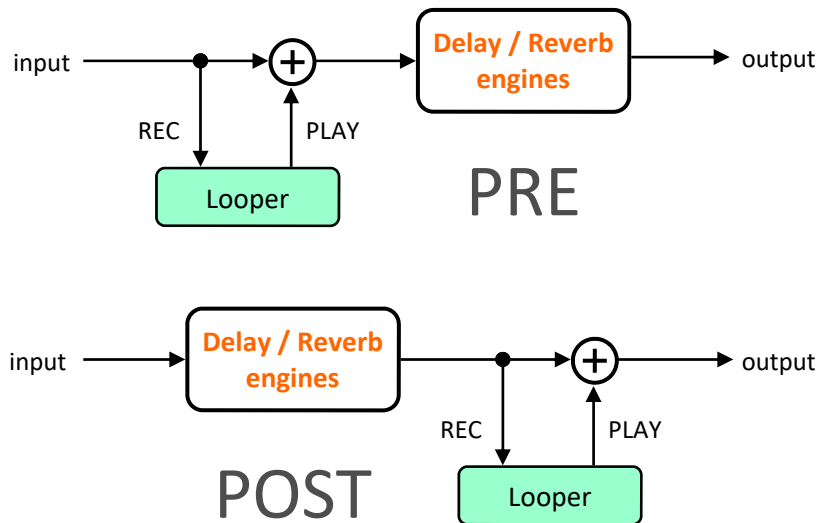 input
Delay / Reverb
engines
output
REC
PLAY
Looper
PRE
input
Delay / Reverb
engines
output
REC
PLAY
Looper
POST